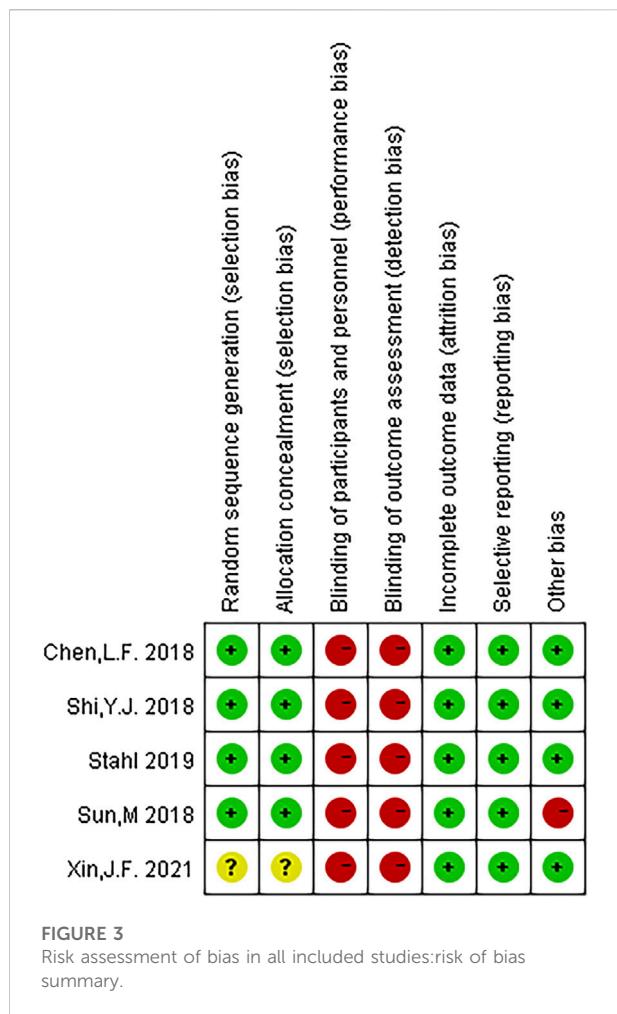 Random sequence generation (selection bias)
Allocation concealment (selection bias)
Blinding of participants and personnel (performance bias)
Blinding of outcome assessment (detection bias)
Incomplete outcome data (attrition bias)
Selective reporting (reporting bias)
Other bias
Chen,L.F. 2018 + + - - + + +
Shi,Y.J. 2018 + + - - + + +
Stahl 2019 + + - - + + +
Sun,M 2018 + + - - + + -
Xin,J.F. 2021 ? ? - - + + +
FIGURE 3
Risk assessment of bias in all included studies:risk of bias
summary.